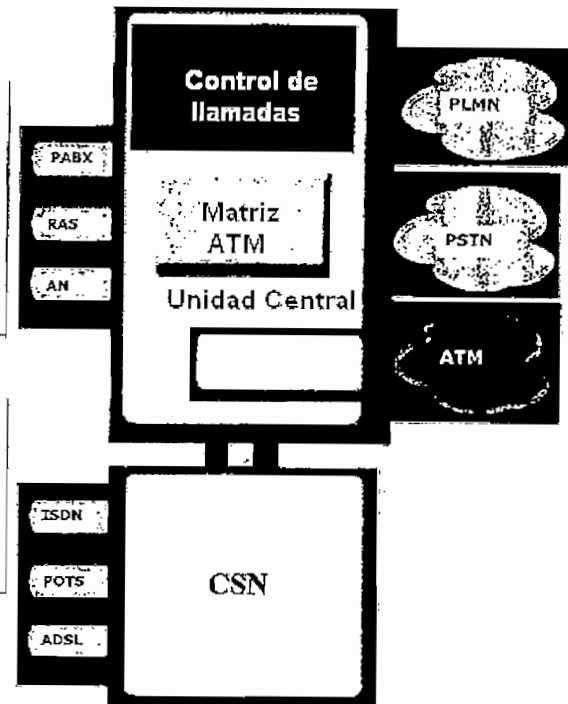 Control de
llamadas
PLMN
PABX
RAS
Matriz
ATM
PSTN
AN
Unidad Central
ATM
ISDN
POTS
CSN
ADSL